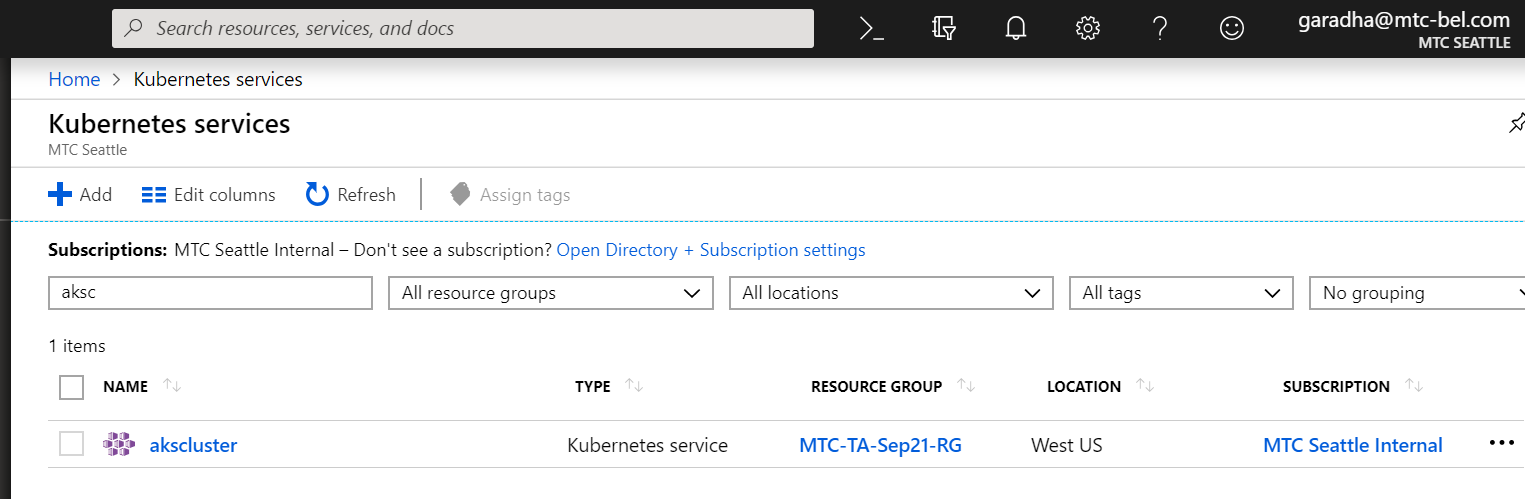 Search resources, services, and docs
garadha@mtc-bel.com
MTC SEATTLE
Home > Kubernetes services
Kubernetes services
MTC Seattle
Add Edit columns Refresh Assign tags
Subscriptions: MTC Seattle Internal – Don't see a subscription? Open Directory + Subscription settings
aksc All resource groups All locations All tags No grouping
1 items
NAME TYPE RESOURCE GROUP LOCATION SUBSCRIPTION
akscluster Kubernetes service MTC-TA-Sep21-RG West US MTC Seattle Internal